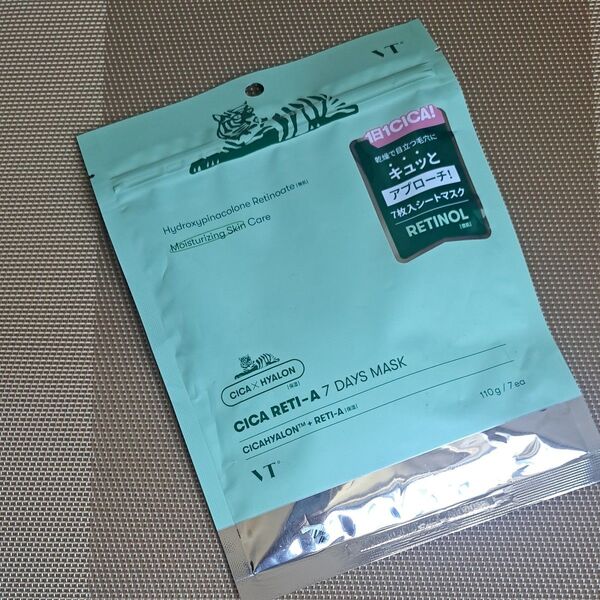 VT®
1日1CICA!
乾燥で目立つ毛穴に
キュッと
アプローチ!
7枚入シートマスク
RETINOL
Hydroxypinacolone Retinoate
Moisturizing Skin Care
CICA×HYALON
CICA RETI-A 7 DAYS MASK
CICAHYALON™ + RETI-A
110g / 7 ea
VT®